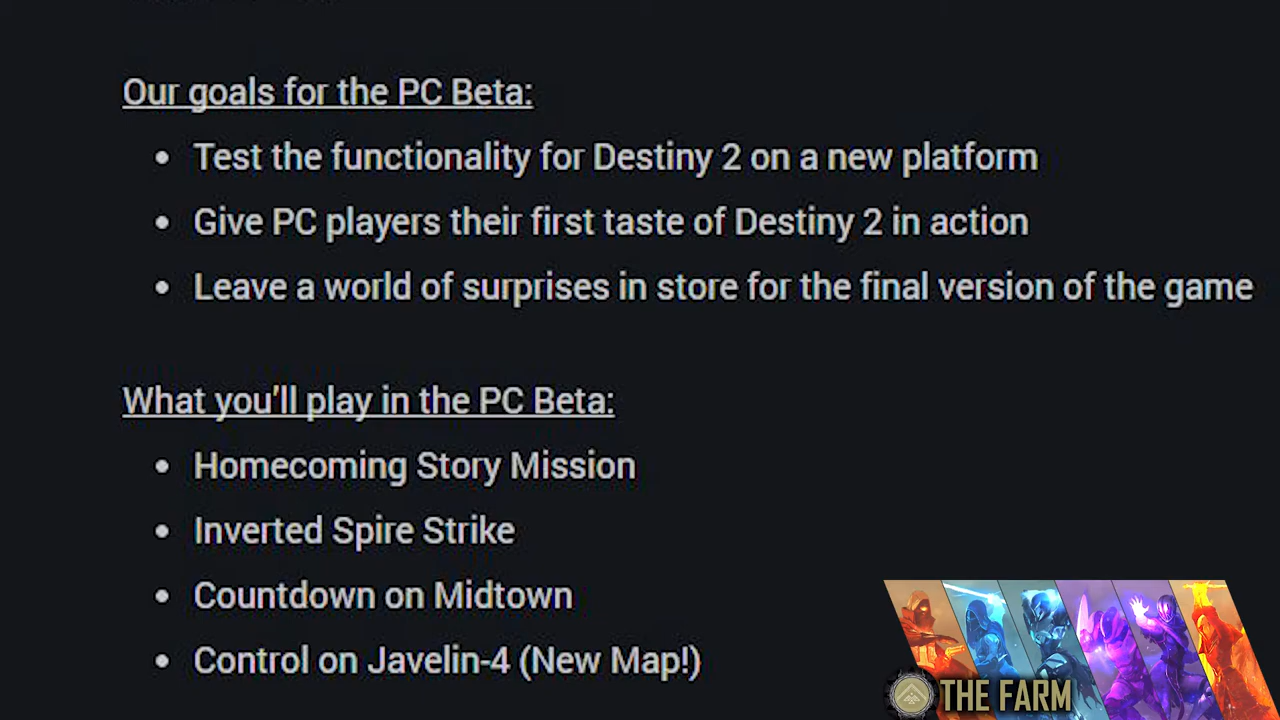 Our goals for the PC Beta:
• Test the functionality for Destiny 2 on a new platform
• Give PC players their first taste of Destiny 2 in action
• Leave a world of surprises in store for the final version of the game
What you'll play in the PC Beta:
• Homecoming Story Mission
• Inverted Spire Strike
• Countdown on Midtown
• Control on Javelin-4 (New Map!)
THE FARM